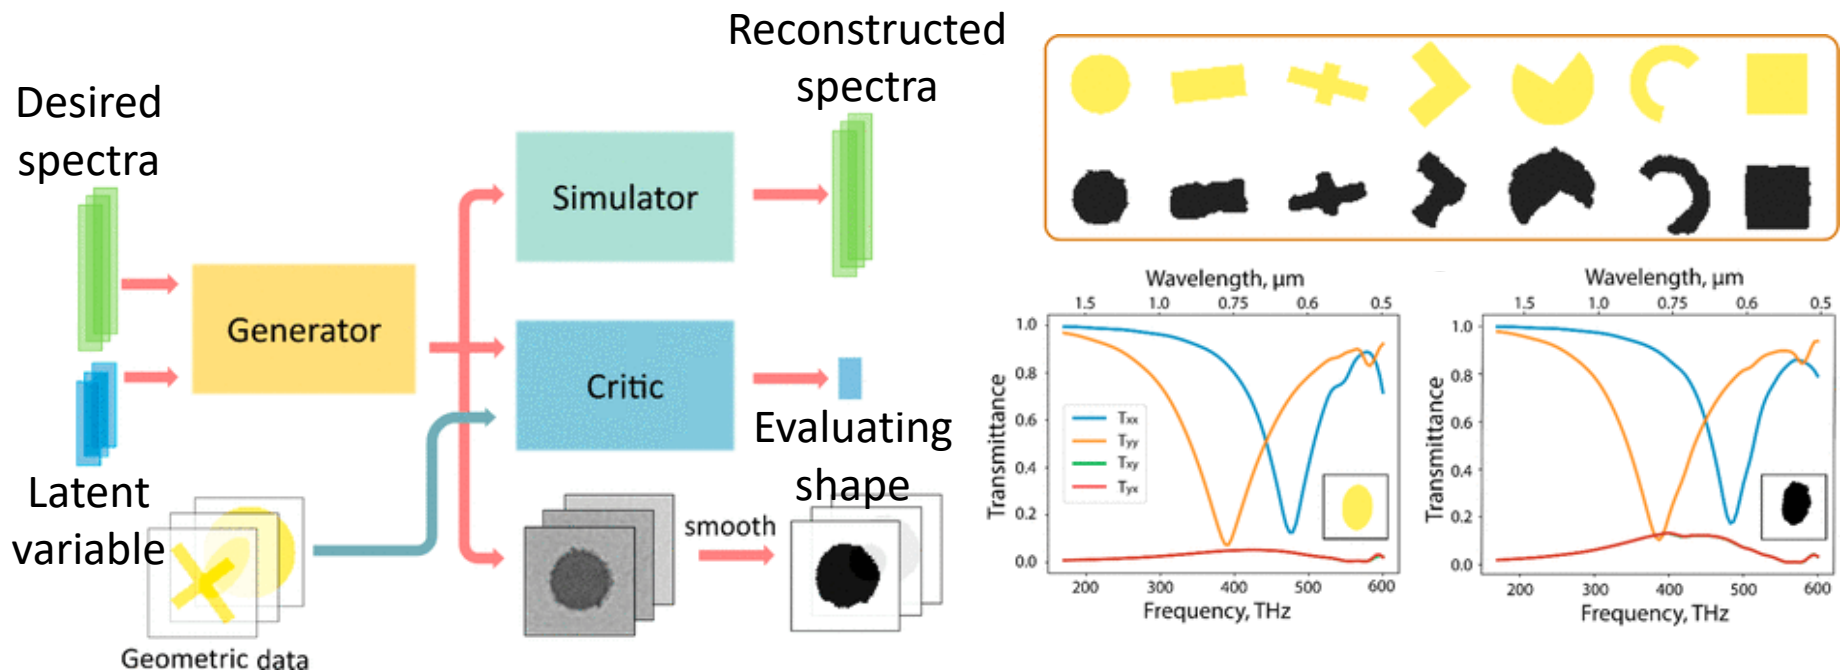 Desired
spectra
Latent
variable
Geometric data
Generator
Simulator
Critic
Reconstructed
spectra
Evaluating
shape
smooth
Wavelength, μm
1.5 1.0 0.75 0.6 0.5
Transmittance
1.0
0.8
0.6
0.4
0.2
0.0
Txx
Tyy
Txy
Tyx
200 300 400 500 600
Frequency, THz
Wavelength, μm
1.5 1.0 0.75 0.6 0.5
Transmittance
1.0
0.8
0.6
0.4
0.2
0.0
200 300 400 500 600
Frequency, THz